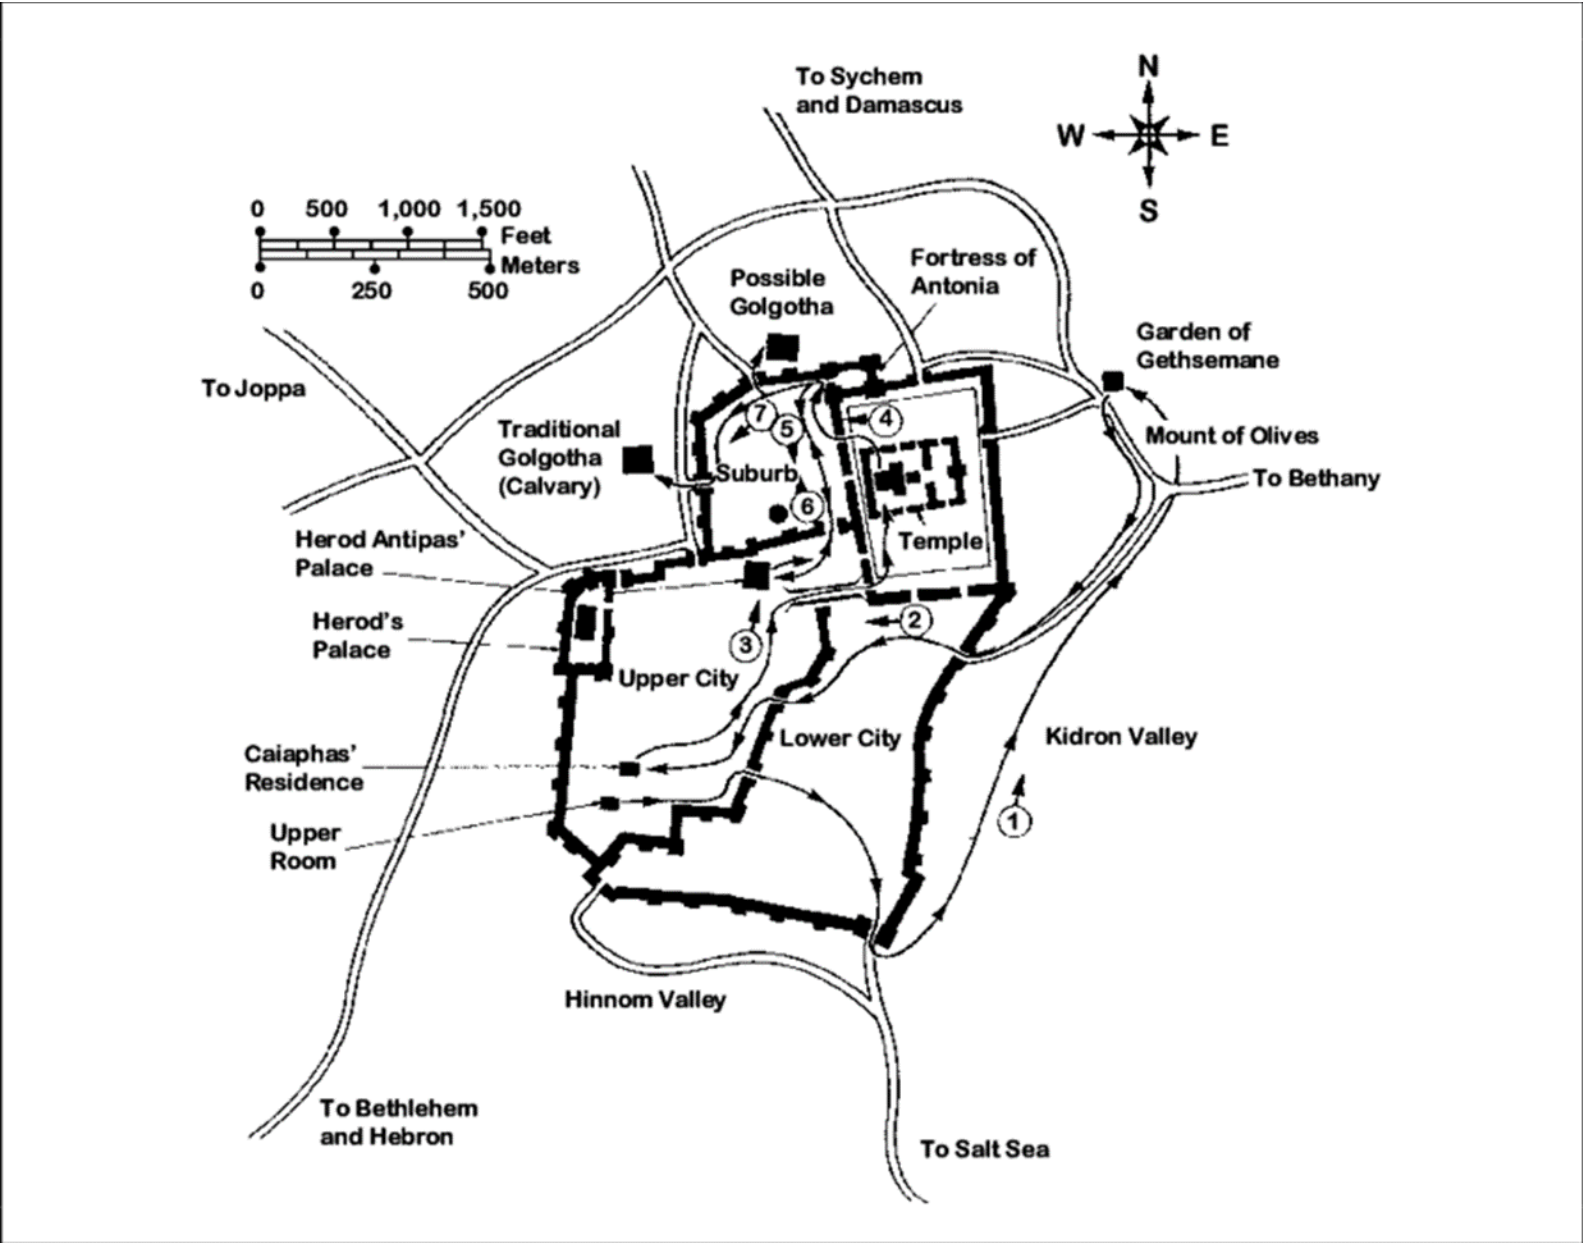 To Sychem
and Damascus
N
W E
S
0 500 1,000 1,500
Feet
Meters
0 250 500
Possible
Golgotha
Fortress of
Antonia
Garden of
Gethsemane
To Joppa
Traditional
Golgotha
(Calvary)
7
5
4
Mount of Olives
Suburb
To Bethany
6
Herod Antipas’
Palace
Temple
Herod’s
Palace
2
3
Upper City
Lower City
Kidron Valley
Caiaphas’
Residence
1
Upper
Room
Hinnom Valley
To Bethlehem
and Hebron
To Salt Sea